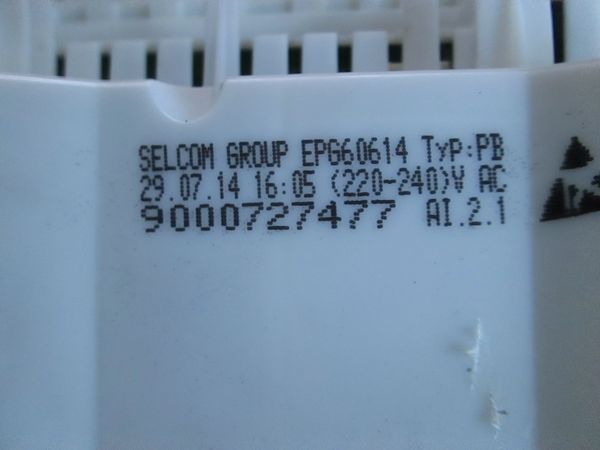 SELCOM GROUP EPG60614 Typ:PB
29.07.14 16:05 (220-240)V AC
9000727477 AI.2.1